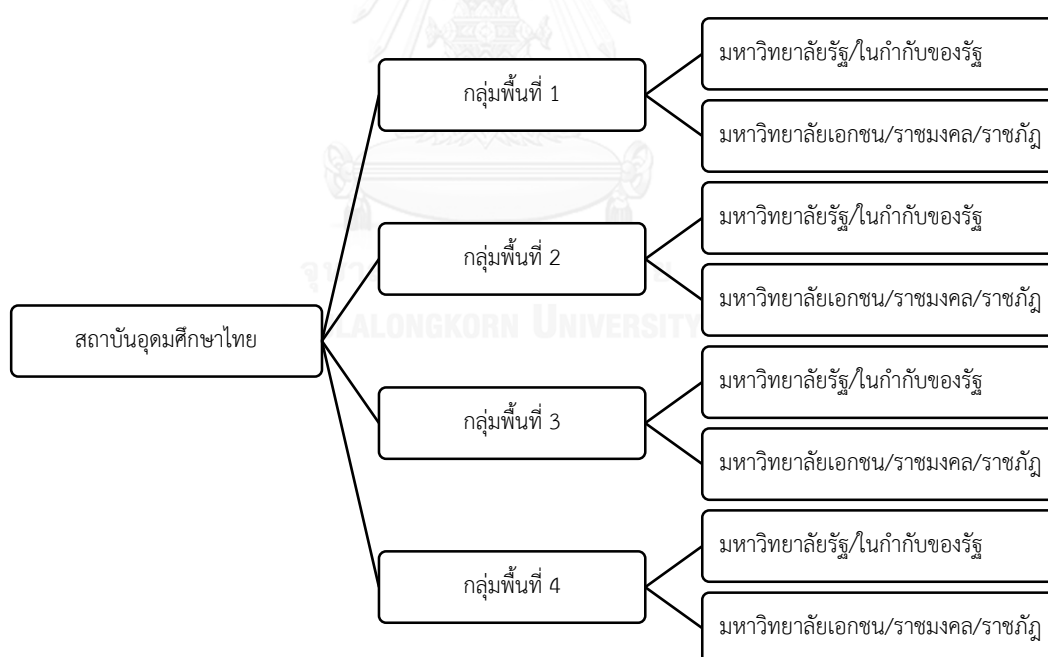 มหาวิทยาลัยรัฐ/ในกำกับของรัฐ
กลุ่มพื้นที่ 1
มหาวิทยาลัยเอกชน/ราชมงคล/ราชภัฎ
มหาวิทยาลัยรัฐ/ในกำกับของรัฐ
กลุ่มพื้นที่ 2
มหาวิทยาลัยเอกชน/ราชมงคล/ราชภัฎ
สถาบันอุดมศึกษาไทย
มหาวิทยาลัยรัฐ/ในกำกับของรัฐ
กลุ่มพื้นที่ 3
มหาวิทยาลัยเอกชน/ราชมงคล/ราชภัฎ
มหาวิทยาลัยรัฐ/ในกำกับของรัฐ
กลุ่มพื้นที่ 4
มหาวิทยาลัยเอกชน/ราชมงคล/ราชภัฎ
UNIVERSITY